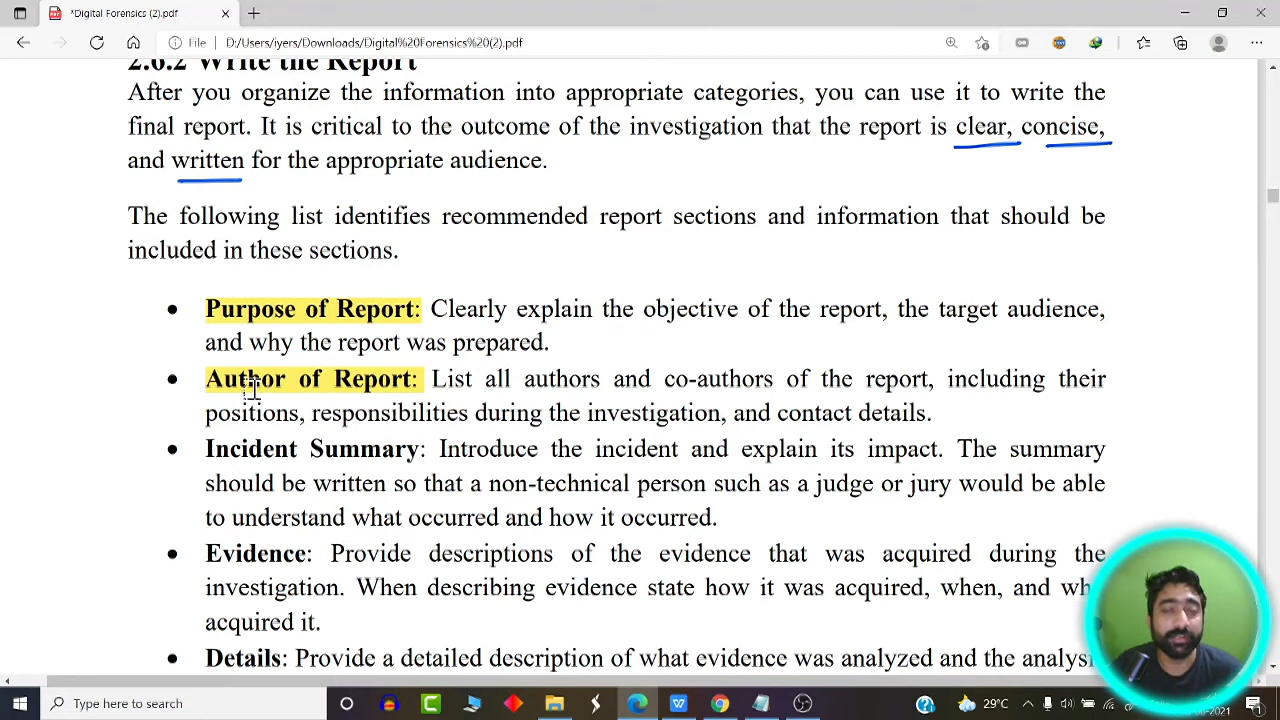 *Digital Forensics (2).pdf
File
D:/Users/iyers/Downloads/Digital%20Forensics%20(2).pdf
2.6.2 Write the Report
After you organize the information into appropriate categories, you can use it to write the
final report. It is critical to the outcome of the investigation that the report is clear, concise,
and written for the appropriate audience.
The following list identifies recommended report sections and information that should be
included in these sections.
• Purpose of Report: Clearly explain the objective of the report, the target audience,
and why the report was prepared.
• Author of Report: List all authors and co-authors of the report, including their
positions, responsibilities during the investigation, and contact details.
• Incident Summary: Introduce the incident and explain its impact. The summary
should be written so that a non-technical person such as a judge or jury would be able
to understand what occurred and how it occurred.
• Evidence: Provide descriptions of the evidence that was acquired during the
investigation. When describing evidence state how it was acquired, when, and
acquired it.
• Details: Provide a detailed description of what evidence was analyzed and the
Type here to search
29°C